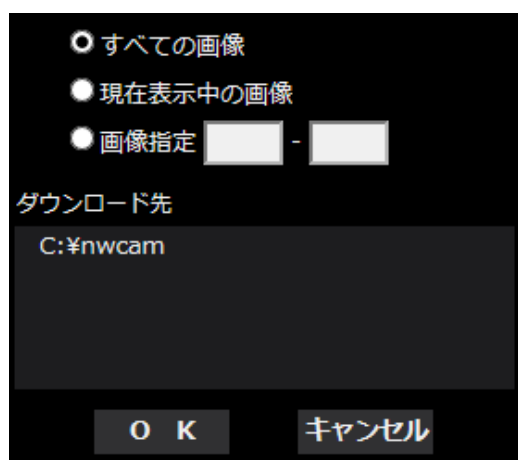 すべての画像
現在表示中の画像
画像指定 -
ダウンロード先
C:¥nwcam
O K キャンセル